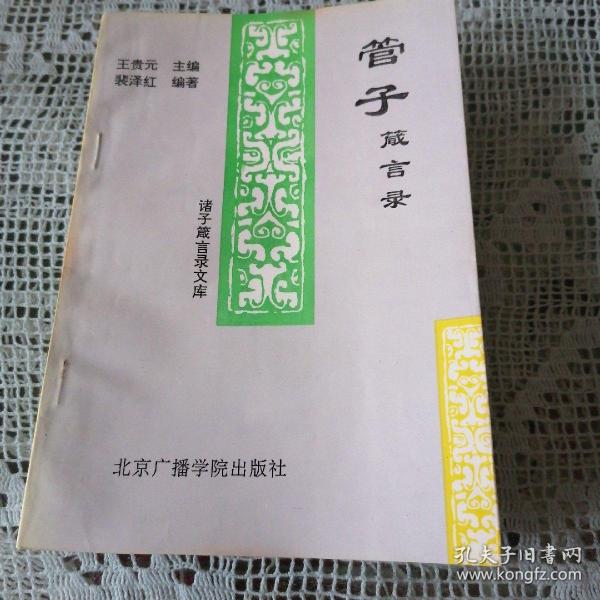 管子
箴言录
王贵元 主编
裴泽红 编著
诸子箴言录文库
北京广播学院出版社
孔夫子旧书网
www.kongfz.com